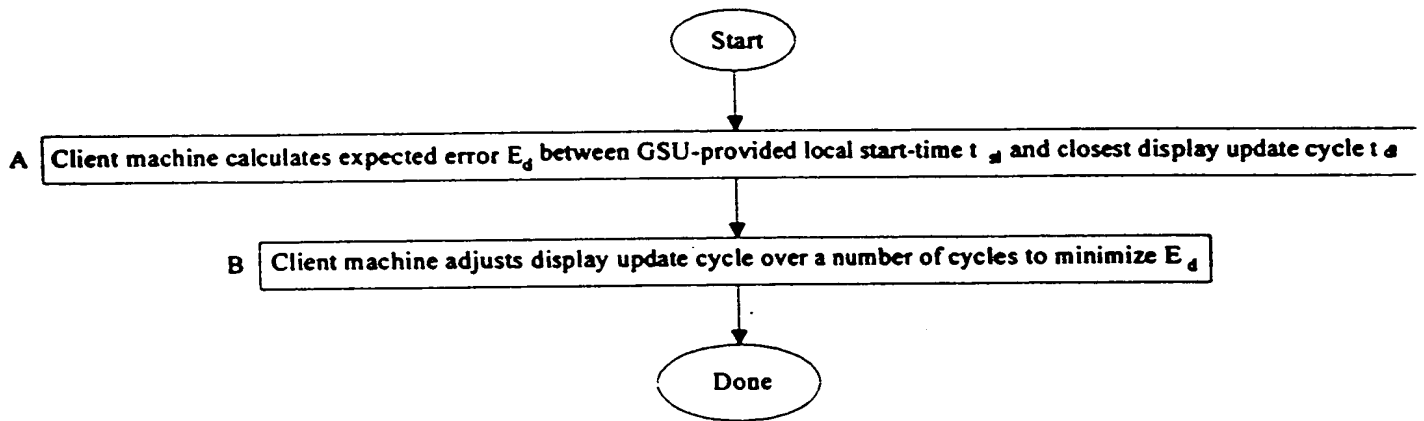 Start
A Client machine calculates expected error E_d between GSU-provided local start-time t_sl and closest display update cycle t
B Client machine adjusts display update cycle over a number of cycles to minimize E_d
Done